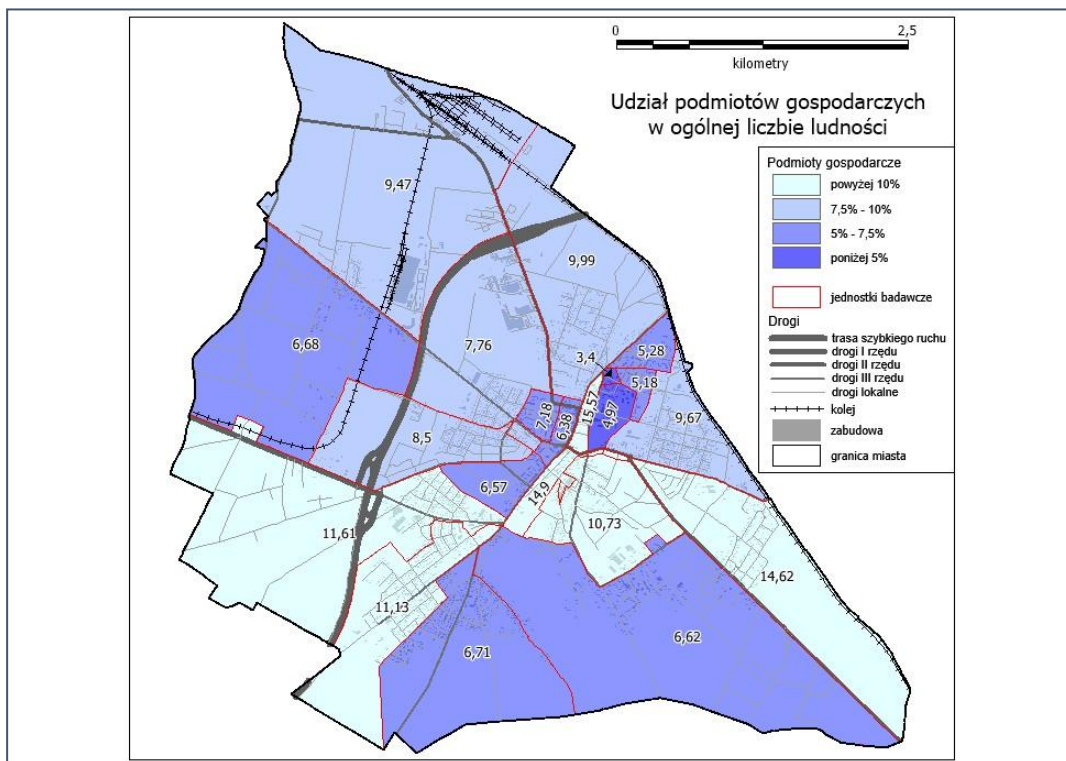 0 2,5
kilometry
Udział podmiotów gospodarczych
w ogólnej liczbie ludności
Podmioty gospodarcze
powyżej 10%
7,5% - 10%
5% - 7,5%
poniżej 5%
jednostki badawcze
Drogi
trasa szybkiego ruchu
drogi I rzędu
drogi II rzędu
drogi III rzędu
drogi lokalne
kolej
zabudowa
granica miasta
9,47
9,99
6,68
7,76
3,4
5,28
5,18
15,57
4,97
7,18
6,38
9,67
8,5
6,57
14,9
10,73
11,61
14,62
11,13
6,71
6,62